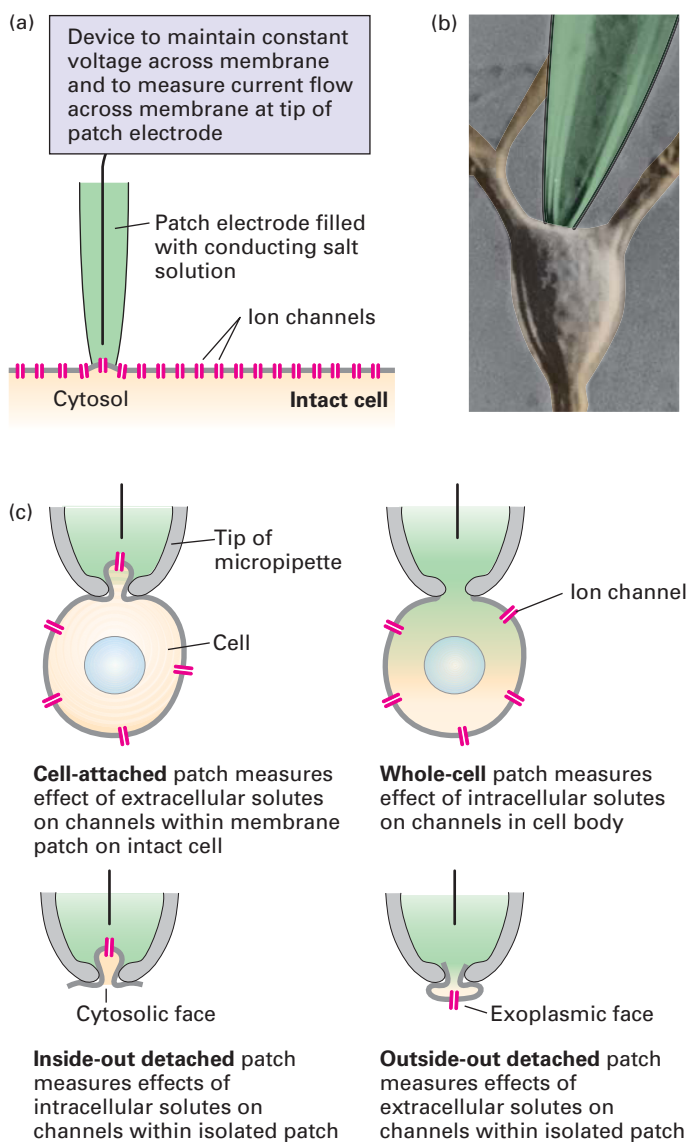 (a)
Device to maintain constant
voltage across membrane
and to measure current flow
across membrane at tip of
patch electrode
Patch electrode filled
with conducting salt
solution
Ion channels
Cytosol
Intact cell
(b)
(c)
Tip of
micropipette
Cell
Ion channel
Cell-attached patch measures
effect of extracellular solutes
on channels within membrane
patch on intact cell
Whole-cell patch measures
effect of intracellular solutes
on channels in cell body
Cytosolic face
Exoplasmic face
Inside-out detached patch
measures effects of
intracellular solutes on
channels within isolated patch
Outside-out detached patch
measures effects of
extracellular solutes on
channels within isolated patch